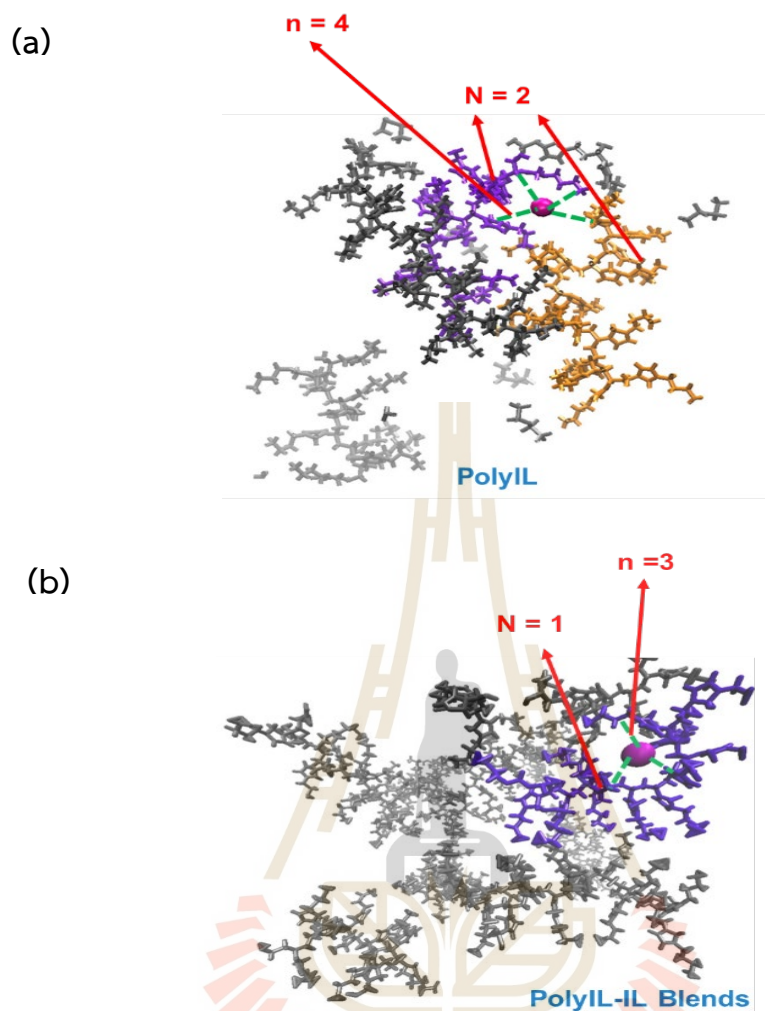 (a)
n = 4
N = 2
PolyIL
(b)
n =3
N = 1
PolyIL-IL Blends